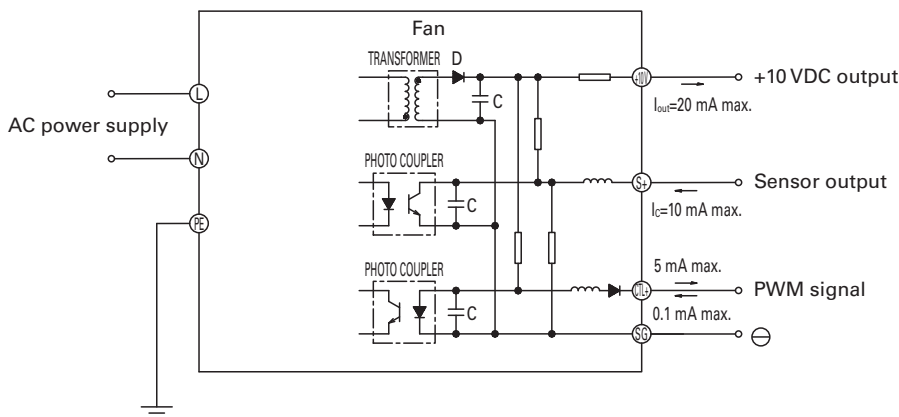 Fan
TRANSFORMER D
C
+10V
+10 VDC output
Iout=20 mA max.
L
AC power supply
N
PHOTO COUPLER
C
S+
Sensor output
IC=10 mA max.
PE
PHOTO COUPLER
C
5 mA max.
CTL+
PWM signal
0.1 mA max.
SG
⊖